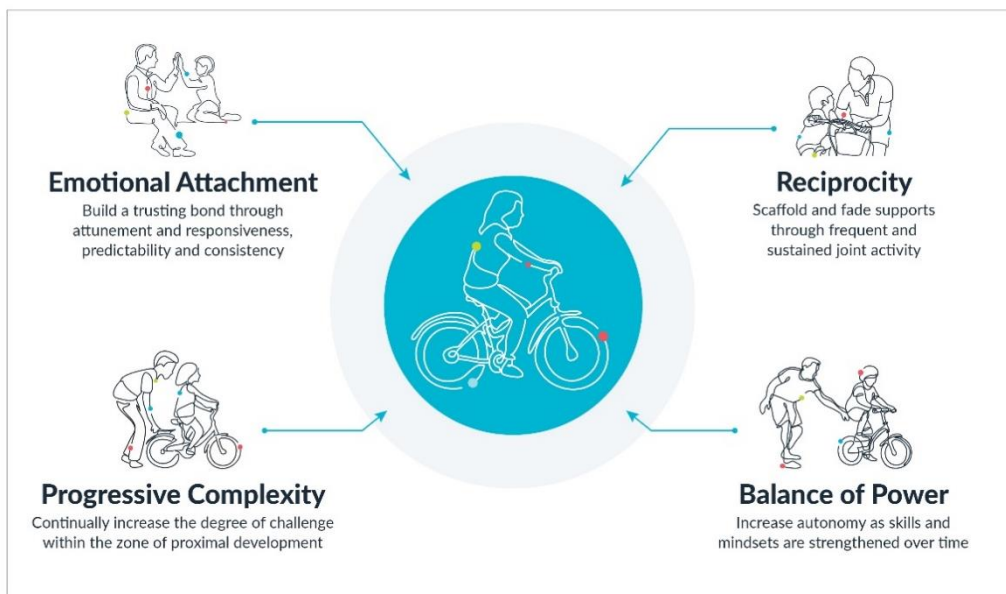 Emotional Attachment
Build a trusting bond through
attunement and responsiveness,
predictability and consistency
Reciprocity
Scaffold and fade supports
through frequent and
sustained joint activity
Progressive Complexity
Continually increase the degree of challenge
within the zone of proximal development
Balance of Power
Increase autonomy as skills and
mindsets are strengthened over time